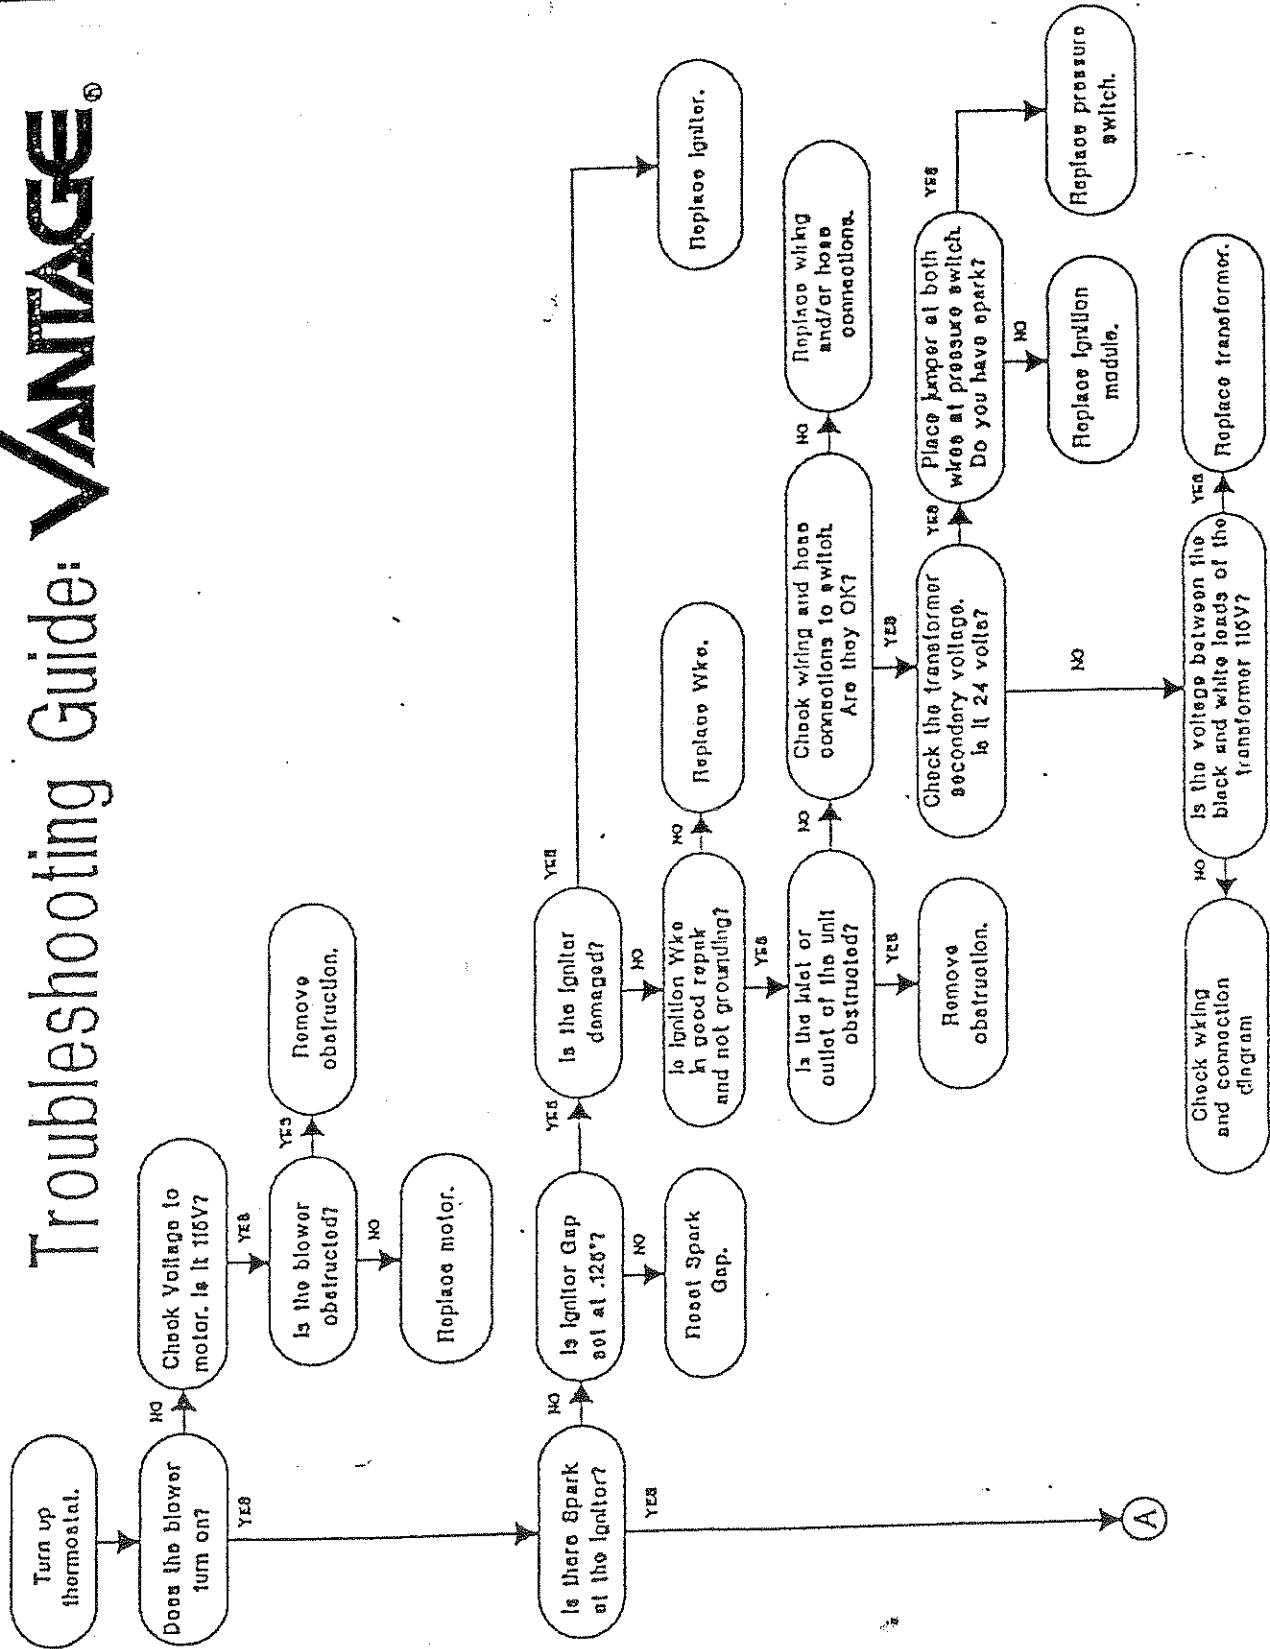 Troubleshooting Guide: VANTAGE®
Turn up
thermostat.
Does the blower
turn on?
NO
Check Voltage to
motor. Is it 115V?
YES
Is the blower
obstructed?
YES
Remove
obstruction.
NO
Replace motor.
YES
Is there Spark
at the Ignitor?
NO
Is Ignitor Gap
set at .125"?
NO
Reset Spark
Gap.
YES
Is the Ignitor
damaged?
YES
Replace Ignitor.
NO
Is Ignition Wire
in good repair
and not grounding?
NO
Replace Wire.
YES
Is the Inlet or
outlet of the unit
obstructed?
YES
Remove
obstruction.
NO
Check wiring and hose
connections to switch.
Are they OK?
NO
Replace wiring
and/or hose
connections.
YES
Check the transformer
secondary voltage.
Is it 24 volts?
YES
Place jumper at both
wires at pressure switch.
Do you have spark?
YES
Replace pressure
switch.
NO
Replace Ignition
module.
NO
Is the voltage between the
black and white leads of the
transformer 115V?
YES
Replace transformer.
NO
Check wiring
and connection
diagram
YES
A